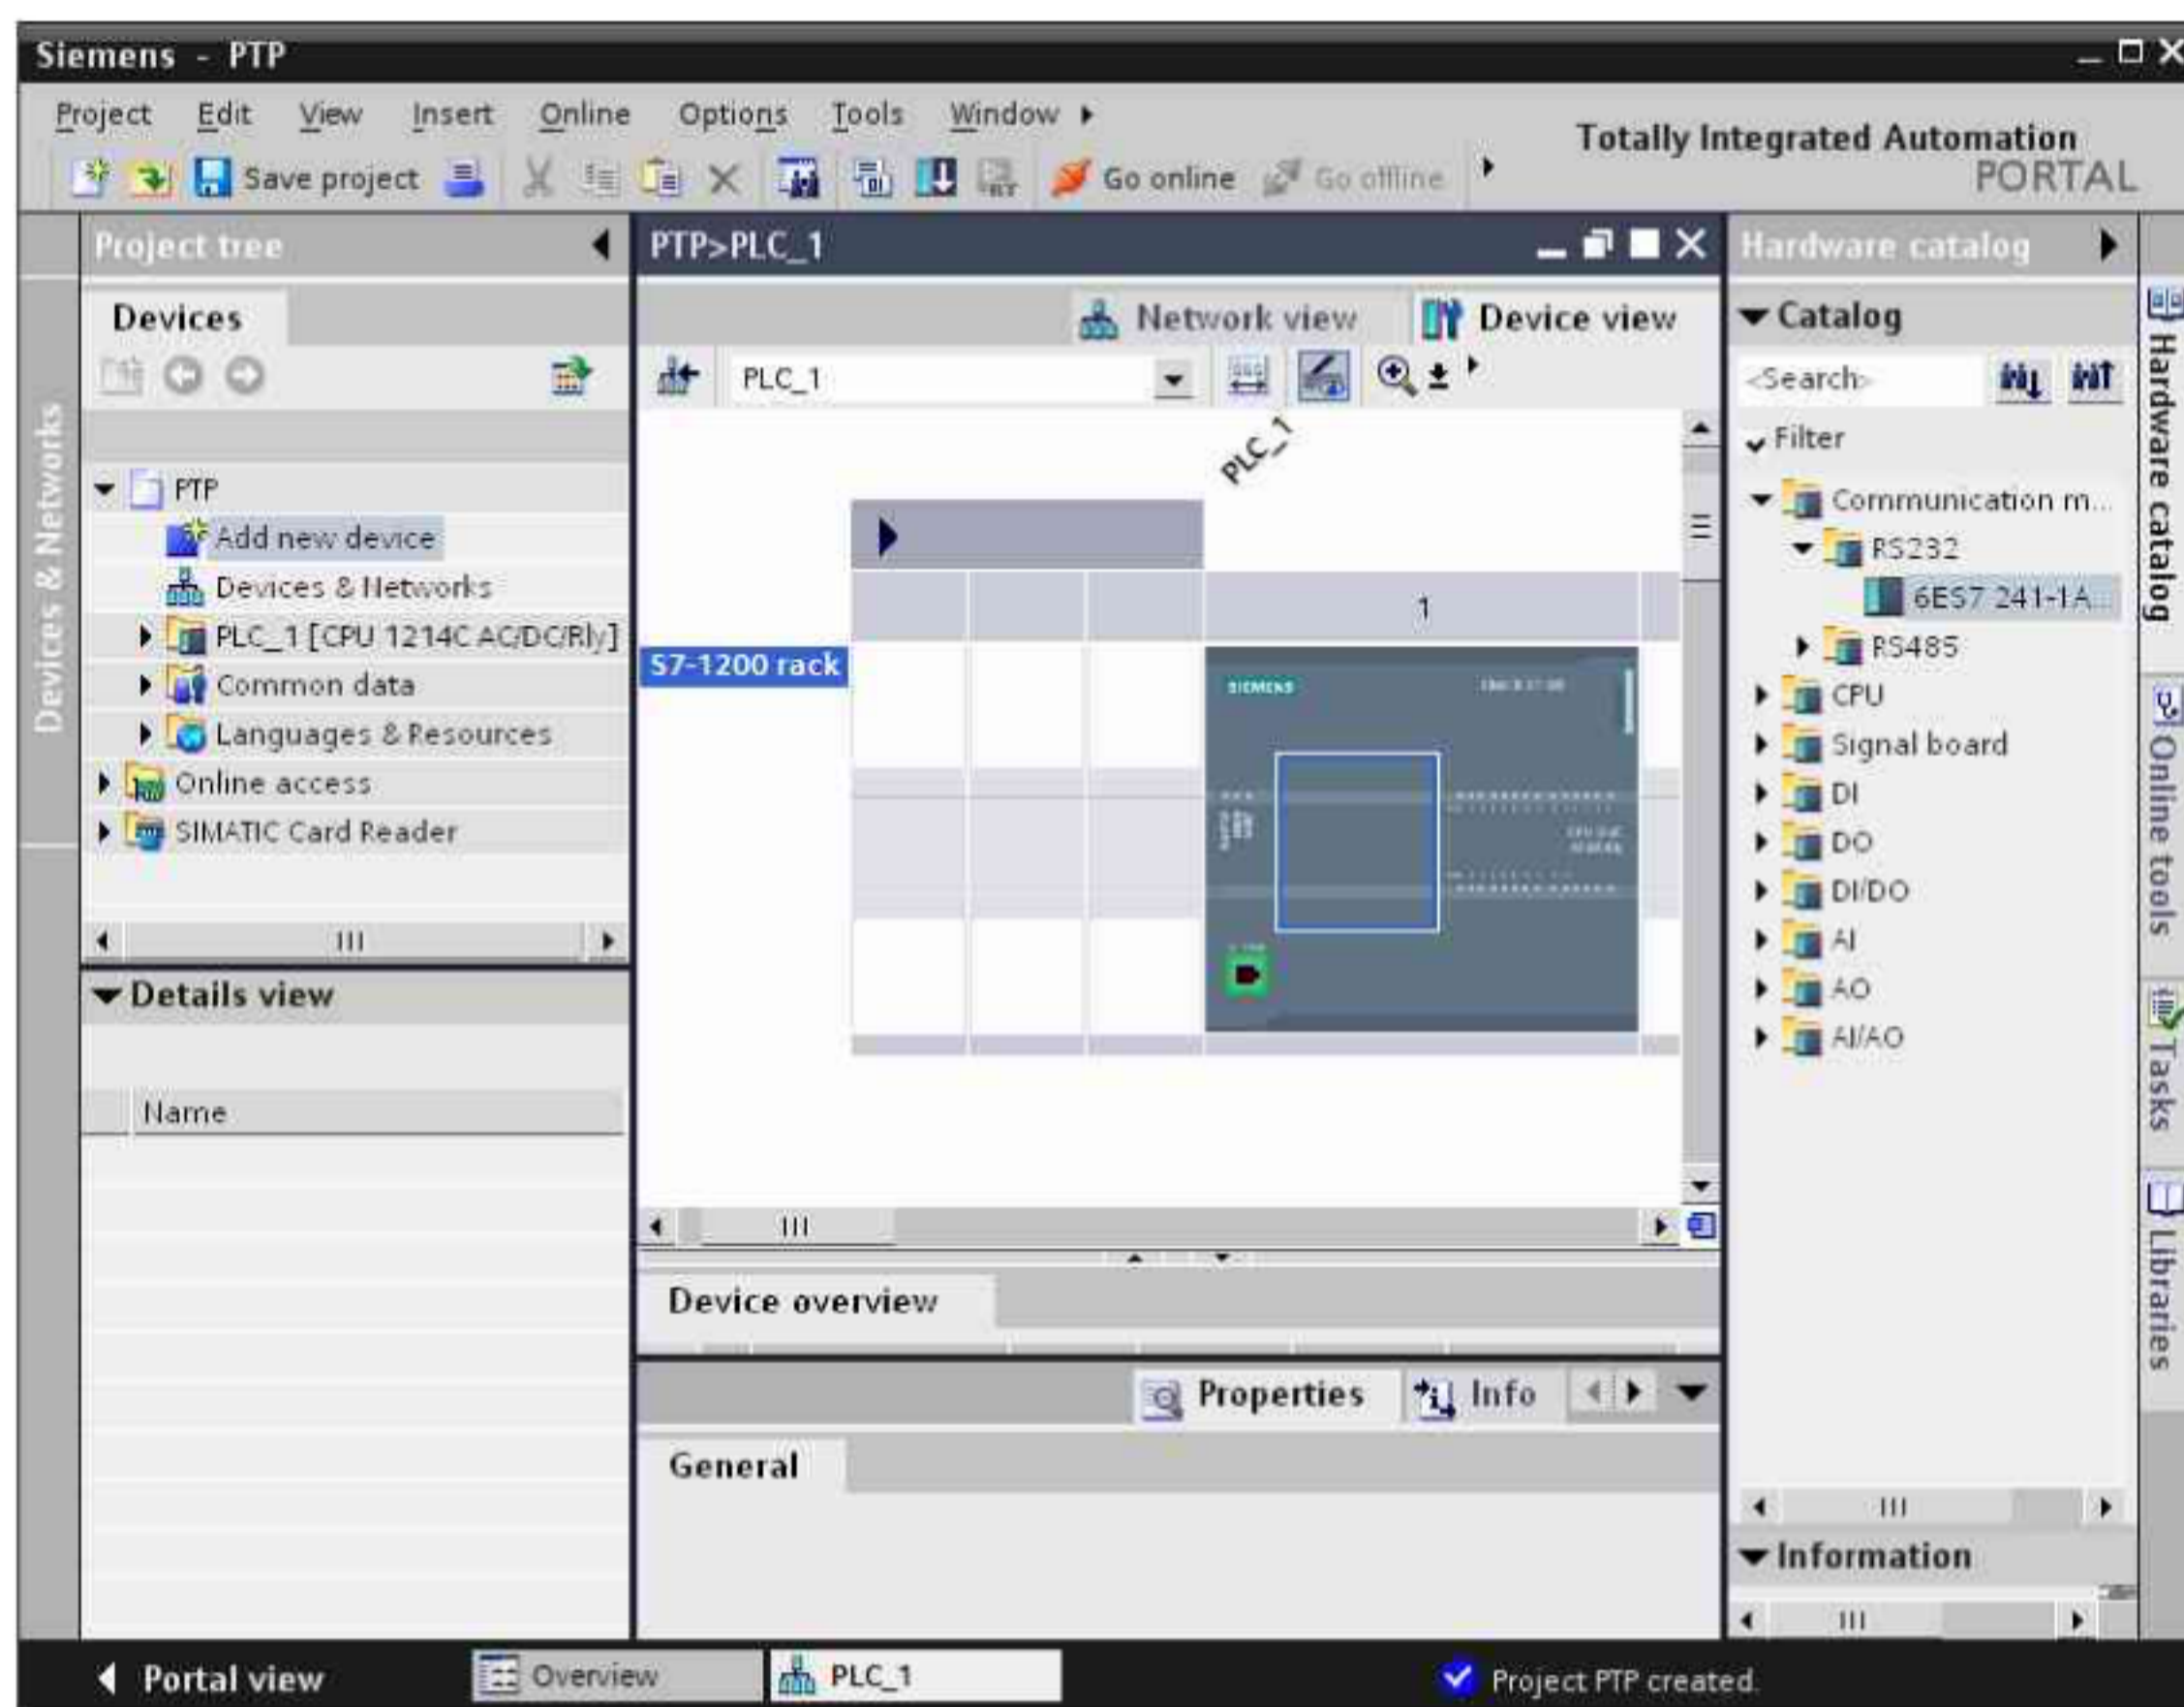 Siemens - PTP
Project Edit View Insert Online Options Tools Window
Totally Integrated Automation
PORTAL
Save project
Go online
Go offline
Project tree
Devices
PTP
Add new device
Devices & Networks
PLC_1 [CPU 1214C AC/DC/Rly]
Common data
Languages & Resources
Online access
SIMATIC Card Reader
Details view
Name
Devices & Networks
PTP>PLC_1
Network view
Device view
PLC_1
PLC_1
1
S7-1200 rack
SIEMENS
Device overview
Properties
Info
General
Hardware catalog
Catalog
<Search>
Filter
Communication m...
RS232
6ES7 241-1A...
RS485
CPU
Signal board
DI
DO
DI/DO
AI
AO
AI/AO
Information
Hardware catalog
Online tools
Tasks
Libraries
Portal view
Overview
PLC_1
Project PTP created.